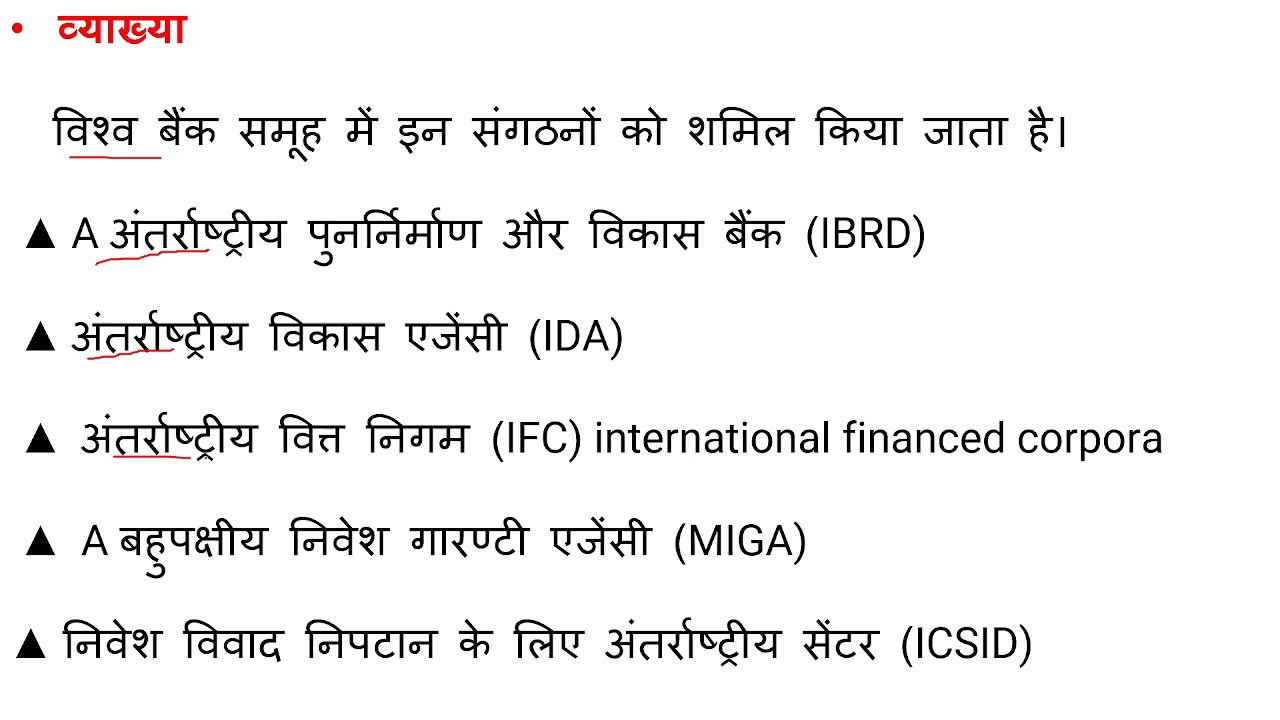 • व्याख्या
विश्व बैंक समूह में इन संगठनों को शमिल किया जाता है।
▲ A अंतर्राष्ट्रीय पुनर्निर्माण और विकास बैंक (IBRD)
▲ अंतर्राष्ट्रीय विकास एजेंसी (IDA)
▲ अंतर्राष्ट्रीय वित्त निगम (IFC) international financed corpora
▲ A बहुपक्षीय निवेश गारण्टी एजेंसी (MIGA)
▲ निवेश विवाद निपटान के लिए अंतर्राष्ट्रीय सेंटर (ICSID)